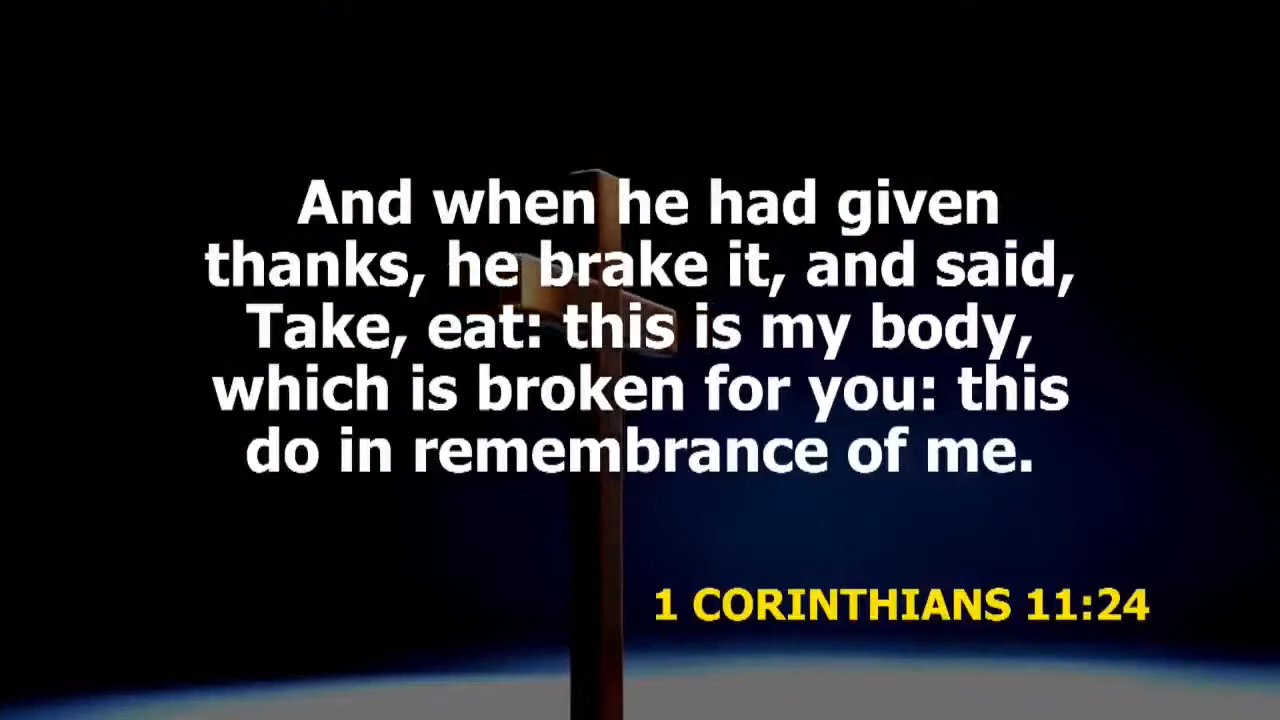 And when he had given
thanks, he brake it, and said,
Take, eat: this is my body,
which is broken for you: this
do in remembrance of me.
1 CORINTHIANS 11:24